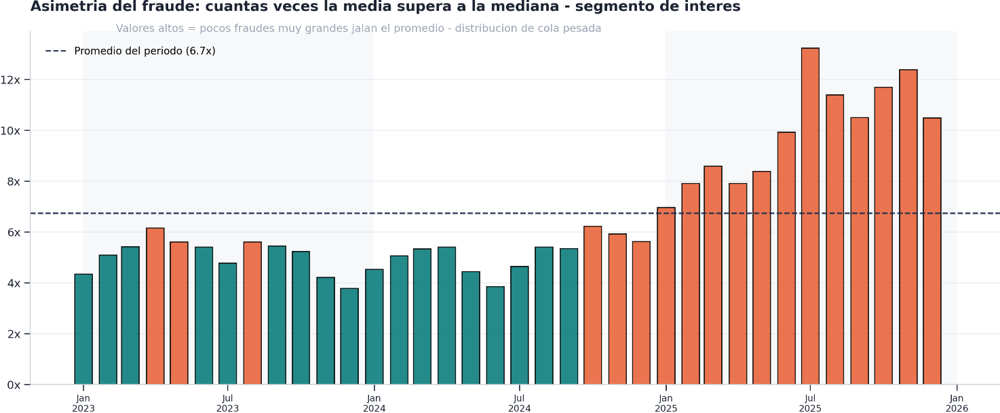 Asimetria del fraude: cuantas veces la media supera a la mediana - segmento de interes
Valores altos = pocos fraudes muy grandes jalan el promedio - distribucion de cola pesada
Promedio del periodo (6.7x)
12x
10x
8x
6x
4x
2x
0x
Jan
2023
Jul
2023
Jan
2024
Jul
2024
Jan
2025
Jul
2025
Jan
2026